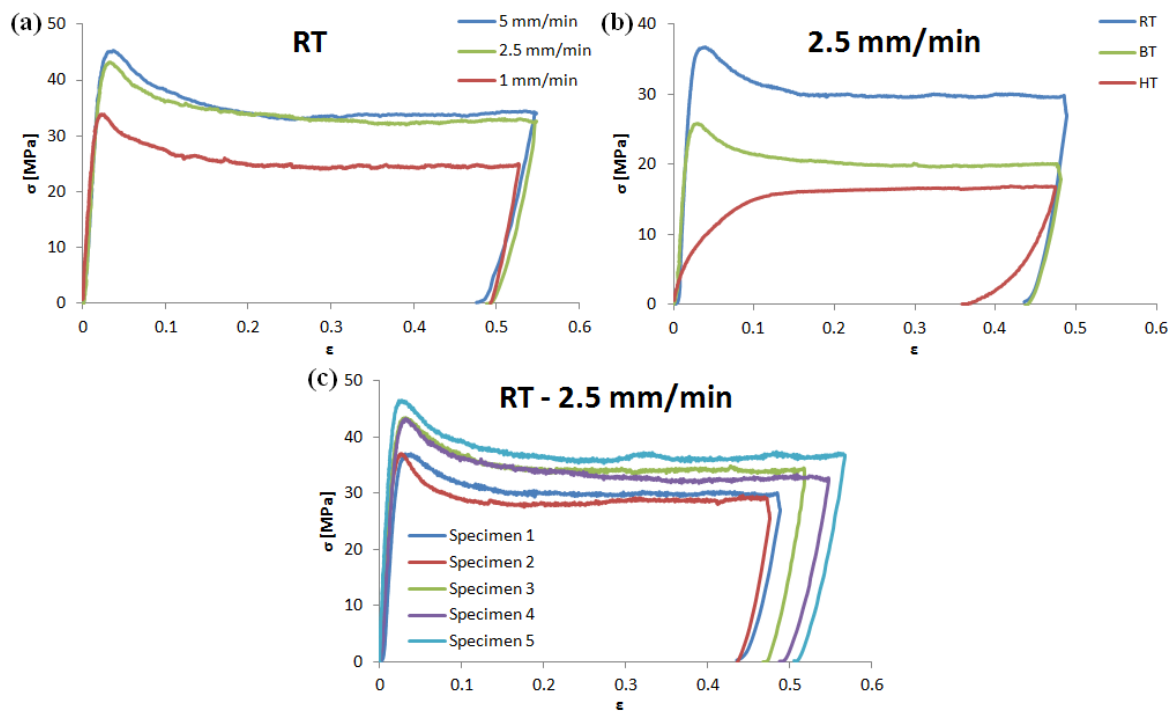 (a)
RT
5 mm/min
2.5 mm/min
1 mm/min
50
40
30
20
10
0
σ [MPa]
0
0.1
0.2
0.3
0.4
0.5
0.6
ε
(b)
2.5 mm/min
RT
BT
HT
40
30
20
10
0
σ [MPa]
0
0.1
0.2
0.3
0.4
0.5
0.6
ε
(c)
RT - 2.5 mm/min
50
40
30
20
10
0
σ [MPa]
Specimen 1
Specimen 2
Specimen 3
Specimen 4
Specimen 5
0
0.1
0.2
0.3
0.4
0.5
0.6
ε